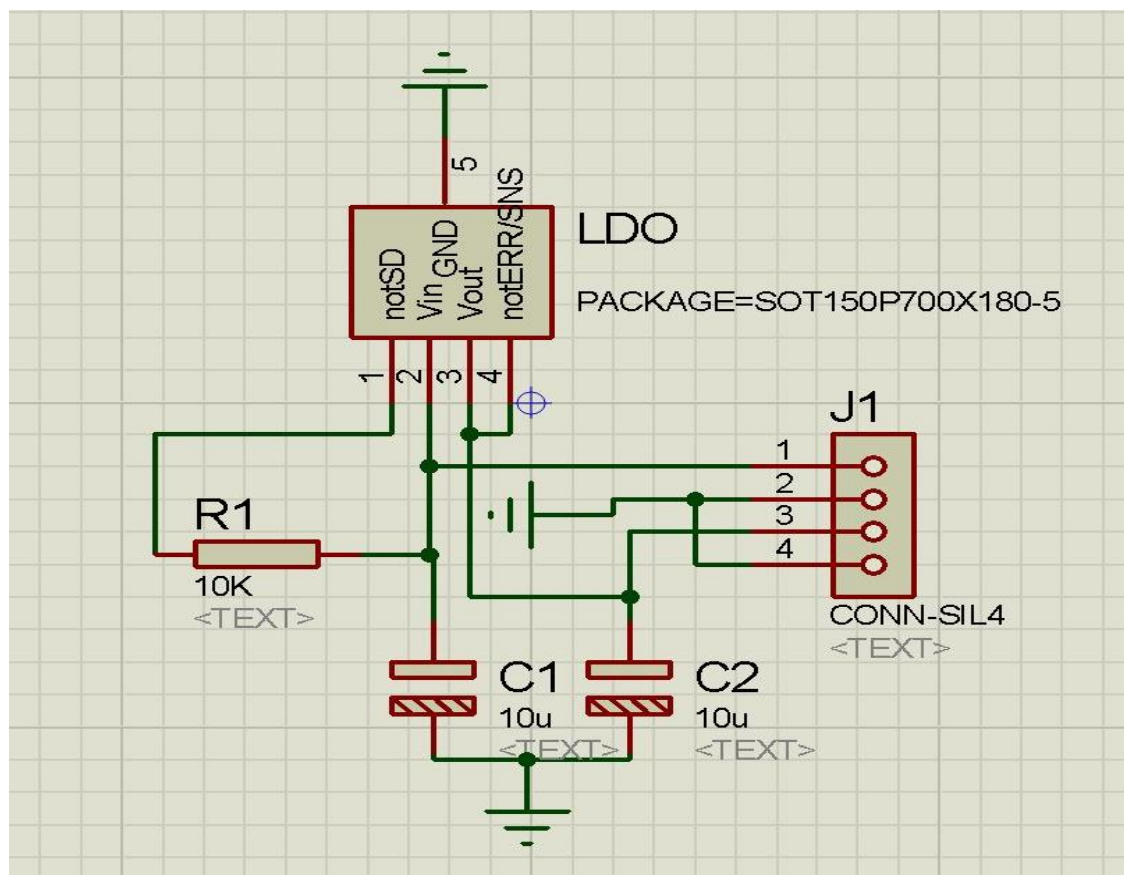 5
notSD
Vin
GND
Vout
notERR/SNS
LDO
PACKAGE=SOT150P700X180-5
1
2
3
4
J1
1
2
3
4
CONN-SIL4
<TEXT>
R1
10K
<TEXT>
C1
10u
<TEXT>
C2
10u
<TEXT>